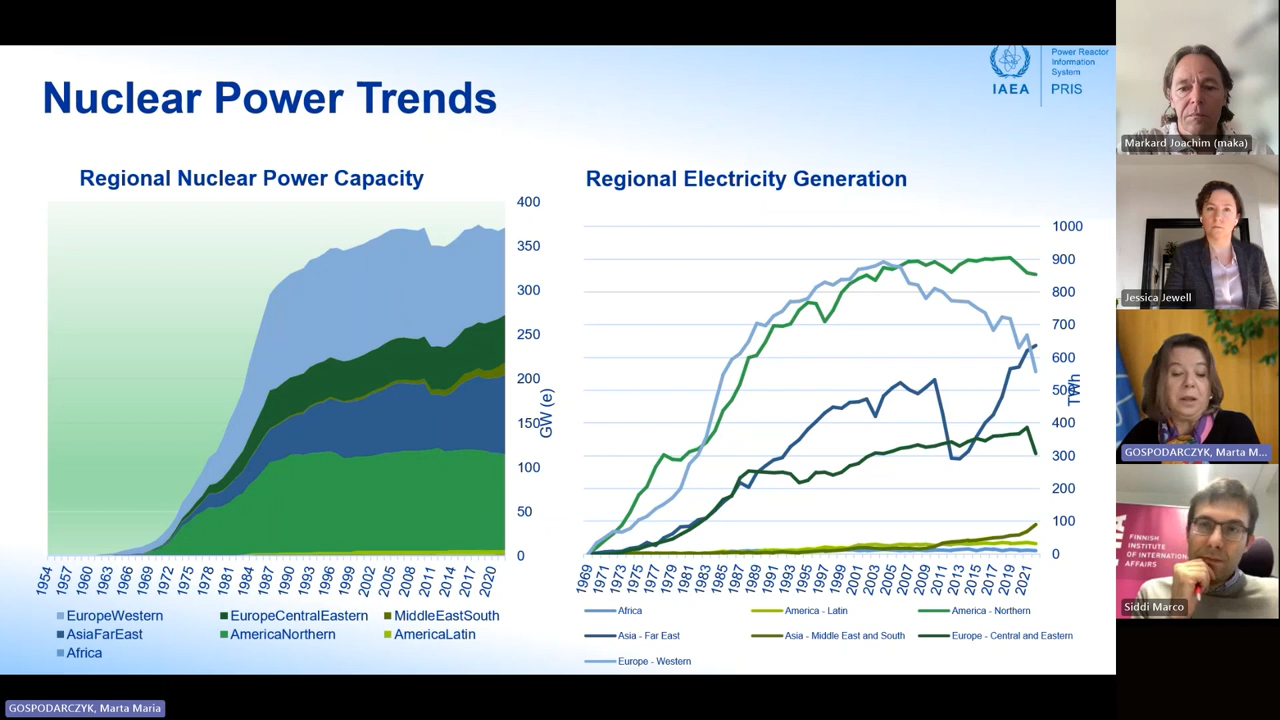 Nuclear Power Trends
Power Reactor
Information
System
IAEA
PRIS
Regional Nuclear Power Capacity
400
350
300
250
200
150
100
50
0
GW (e)
1954
1957
1960
1963
1966
1969
1972
1975
1978
1981
1984
1987
1990
1993
1996
1999
2002
2005
2008
2011
2014
2017
2020
EuropeWestern
EuropeCentralEastern
MiddleEastSouth
AsiaFarEast
AmericaNorthern
AmericaLatin
Africa
Regional Electricity Generation
1000
900
800
700
600
500
400
300
200
100
0
TWh
1969
1971
1973
1975
1977
1979
1981
1983
1985
1987
1989
1991
1993
1995
1997
1999
2001
2003
2005
2007
2009
2011
2013
2015
2017
2019
2021
Africa
America - Latin
America - Northern
Asia - Far East
Asia - Middle East and South
Europe - Central and Eastern
Europe - Western
Markard Joachim (maka)
Jessica Jewell
GOSPODARCZYK, Marta M...
FINNISH
INSTITUTE
OF INTERNATIONAL
AFFAIRS
Siddi Marco
GOSPODARCZYK, Marta Maria